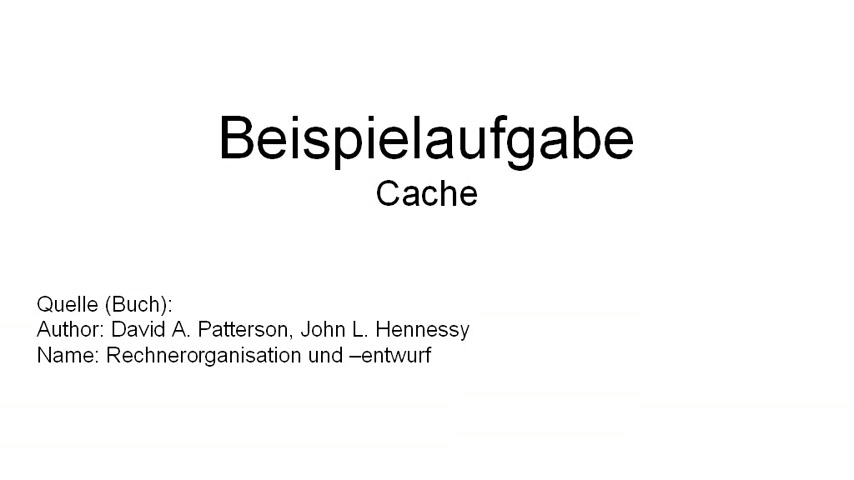 Beispielaufgabe
Cache
Quelle (Buch):
Author: David A. Patterson, John L. Hennessy
Name: Rechnerorganisation und –entwurf